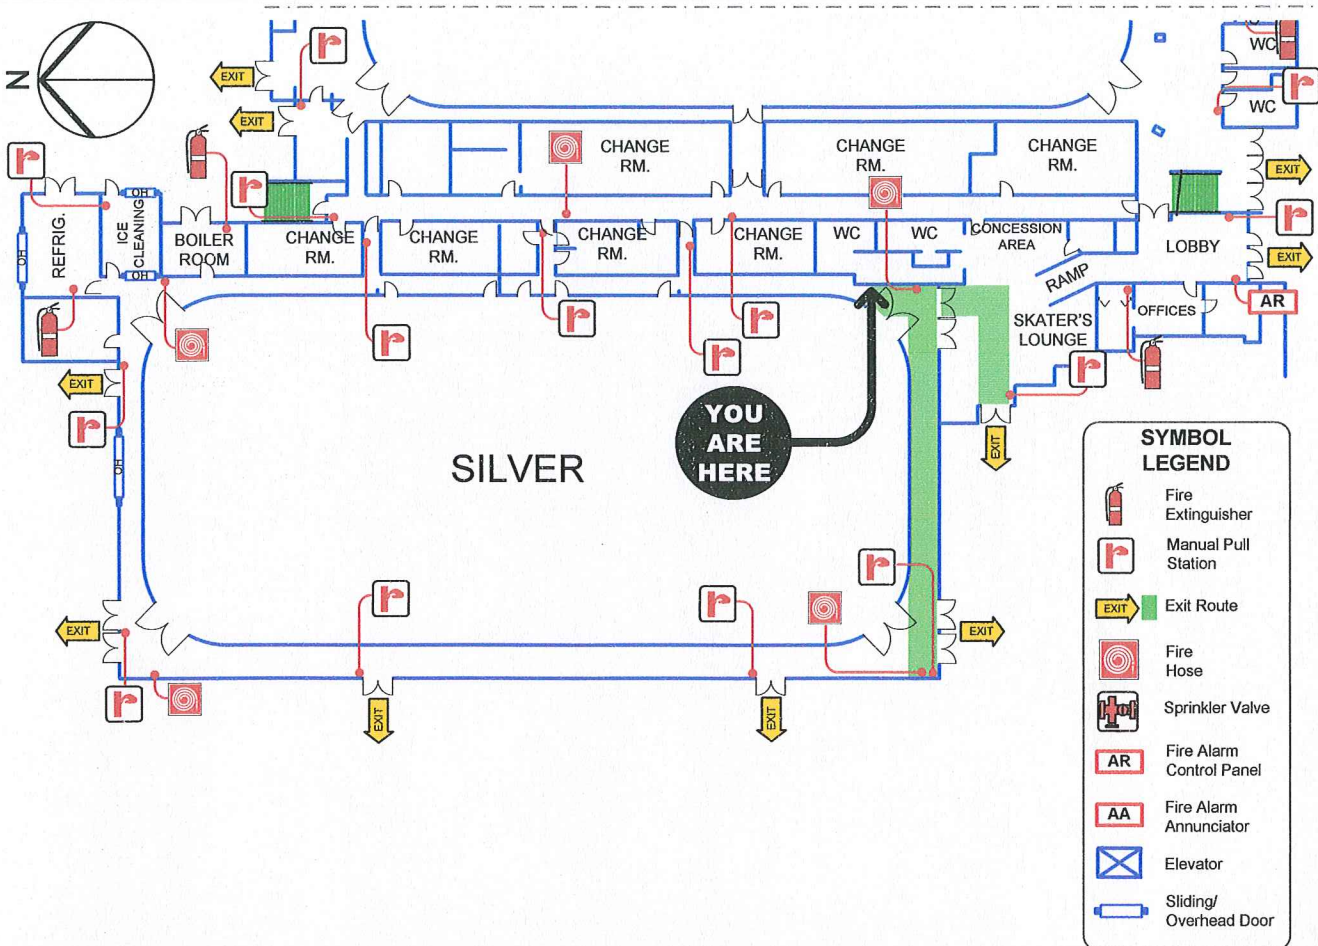 N
EXIT
r
WC
r
WC
EXIT
CHANGE
RM.
CHANGE
RM.
CHANGE
RM.
EXIT
r
r
r
HO
REFRIG.
ICE
CLEANING
BOILER
ROOM
CHANGE
RM.
CHANGE
RM.
CHANGE
RM.
CHANGE
RM.
WC
WC
CONCESSION
AREA
LOBBY
EXIT
OH
HO
RAMP
AR
OFFICES
SKATER'S
LOUNGE
r
r
r
r
r
EXIT
r
OH
YOU
ARE
HERE
SILVER
EXIT
r
r
r
EXIT
EXIT
r
EXIT
EXIT
SYMBOL
LEGEND
Fire
Extinguisher
r
Manual Pull
Station
EXIT
Exit Route
Fire
Hose
Sprinkler Valve
AR
Fire Alarm
Control Panel
AA
Fire Alarm
Annunciator
Elevator
Sliding/
Overhead Door